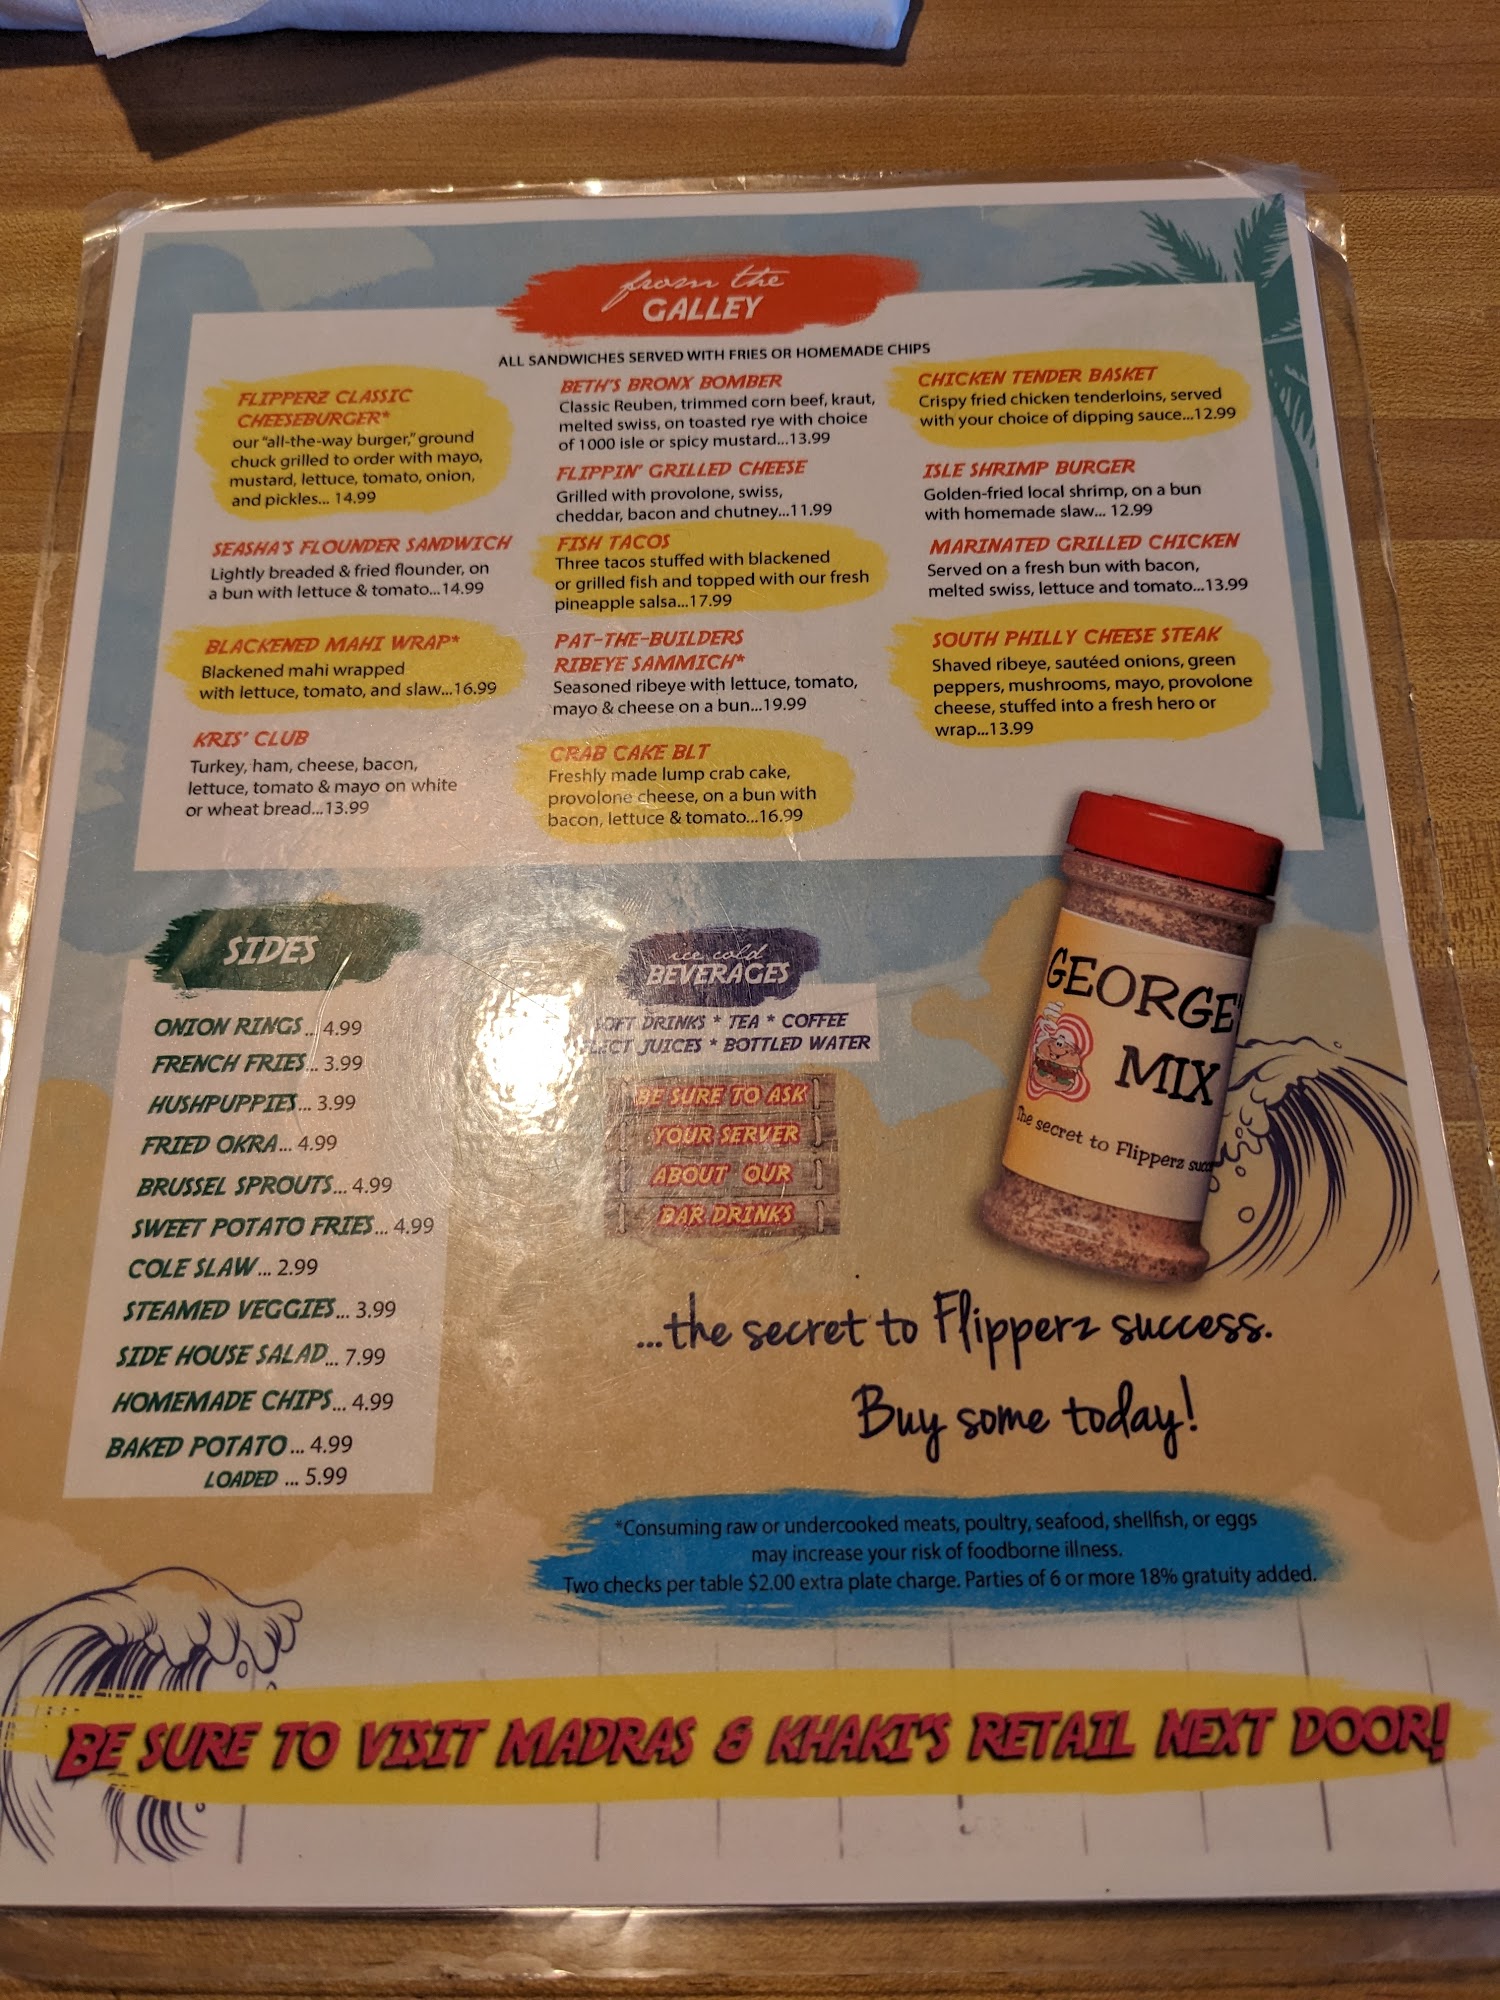 from the
GALLEY
ALL SANDWICHES SERVED WITH FRIES OR HOMEMADE CHIPS
FLIPPERZ CLASSIC
CHEESEBURGER*
our "all-the-way burger," ground
chuck grilled to order with mayo,
mustard, lettuce, tomato, onion,
and pickles... 14.99
SEASHA'S FLOUNDER SANDWICH
Lightly breaded & fried flounder, on
a bun with lettuce & tomato...14.99
BLACKENED MAHI WRAP*
Blackened mahi wrapped
with lettuce, tomato, and slaw...16.99
KRIS' CLUB
Turkey, ham, cheese, bacon,
lettuce, tomato & mayo on white
or wheat bread...13.99
BETH'S BRONX BOMBER
Classic Reuben, trimmed corn beef, kraut,
melted swiss, on toasted rye with choice
of 1000 isle or spicy mustard...13.99
FLIPPIN' GRILLED CHEESE
Grilled with provolone, swiss,
cheddar, bacon and chutney...11.99
FISH TACOS
Three tacos stuffed with blackened
or grilled fish and topped with our fresh
pineapple salsa...17.99
PAT-THE-BUILDERS
RIBEYE SAMMICH*
Seasoned ribeye with lettuce, tomato,
mayo & cheese on a bun...19.99
CRAB CAKE BLT
Freshly made lump crab cake,
provolone cheese, on a bun with
bacon, lettuce & tomato...16.99
CHICKEN TENDER BASKET
Crispy fried chicken tenderloins, served
with your choice of dipping sauce...12.99
ISLE SHRIMP BURGER
Golden-fried local shrimp, on a bun
with homemade slaw... 12.99
MARINATED GRILLED CHICKEN
Served on a fresh bun with bacon,
melted swiss, lettuce and tomato...13.99
SOUTH PHILLY CHEESE STEAK
Shaved ribeye, sautéed onions, green
peppers, mushrooms, mayo, provolone
cheese, stuffed into a fresh hero or
wrap...13.99
SIDES
ONION RINGS... 4.99
FRENCH FRIES... 3.99
HUSHPUPPIES... 3.99
FRIED OKRA... 4.99
BRUSSEL SPROUTS... 4.99
SWEET POTATO FRIES... 4.99
COLE SLAW... 2.99
STEAMED VEGGIES... 3.99
SIDE HOUSE SALAD... 7.99
HOMEMADE CHIPS... 4.99
BAKED POTATO... 4.99
LOADED ... 5.99
ice cold
BEVERAGES
DRINKS * TEA * COFFEE
JUICES * BOTTLED WATER
BE SURE TO ASK
YOUR SERVER
ABOUT OUR
BAR DRINKS
GEORGE'
MIX
The secret to Flipperz
...the secret to Flipperz success.
Buy some today!
*Consuming raw or undercooked meats, poultry, seafood, shellfish, or eggs
may increase your risk of foodborne illness.
Two checks per table $2.00 extra plate charge. Parties of 6 or more 18% gratuity added.
BE SURE TO VISIT MADRAS & KHAKI'S RETAIL NEXT DOOR!